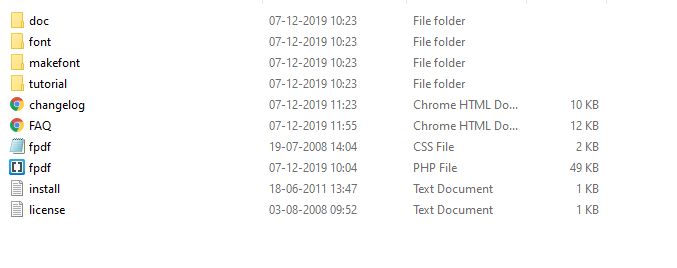 doc 07-12-2019 10:23 File folder
font 07-12-2019 10:23 File folder
makefont 07-12-2019 10:23 File folder
tutorial 07-12-2019 10:23 File folder
changelog 07-12-2019 11:23 Chrome HTML Do... 10 KB
FAQ 07-12-2019 11:55 Chrome HTML Do... 12 KB
fpdf 19-07-2008 14:04 CSS File 2 KB
fpdf 07-12-2019 10:04 PHP File 49 KB
install 18-06-2011 13:47 Text Document 1 KB
license 03-08-2008 09:52 Text Document 1 KB